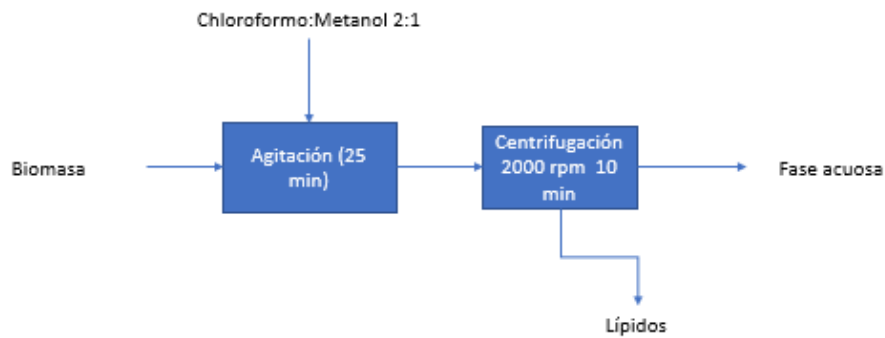 Chloroformo:Metanol 2:1
Biomasa
Agitación (25
min)
Centrifugación
2000 rpm  10
min
Fase acuosa
Lípidos